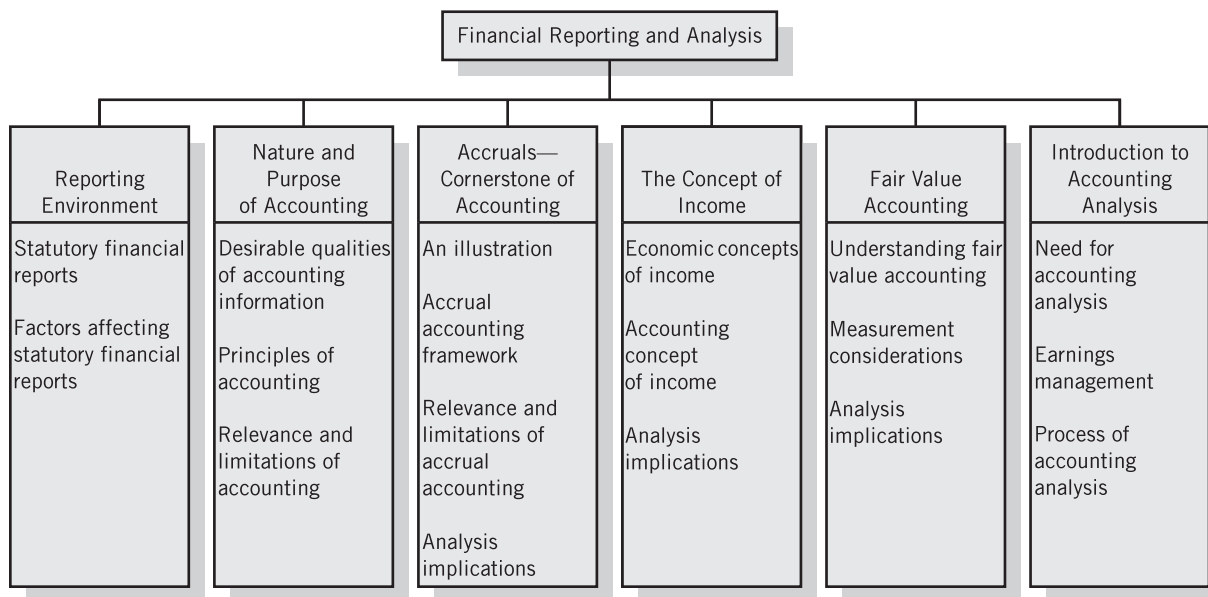 Financial Reporting and Analysis
Reporting
Environment
Statutory financial
reports
Factors affecting
statutory financial
reports
Nature and
Purpose
of Accounting
Desirable qualities
of accounting
information
Principles of
accounting
Relevance and
limitations of
accounting
Accruals—
Cornerstone of
Accounting
An illustration
Accrual
accounting
framework
Relevance and
limitations of
accrual
accounting
Analysis
implications
The Concept of
Income
Economic concepts
of income
Accounting
concept
of income
Analysis
implications
Fair Value
Accounting
Understanding fair
value accounting
Measurement
considerations
Analysis
implications
Introduction to
Accounting
Analysis
Need for
accounting
analysis
Earnings
management
Process of
accounting
analysis